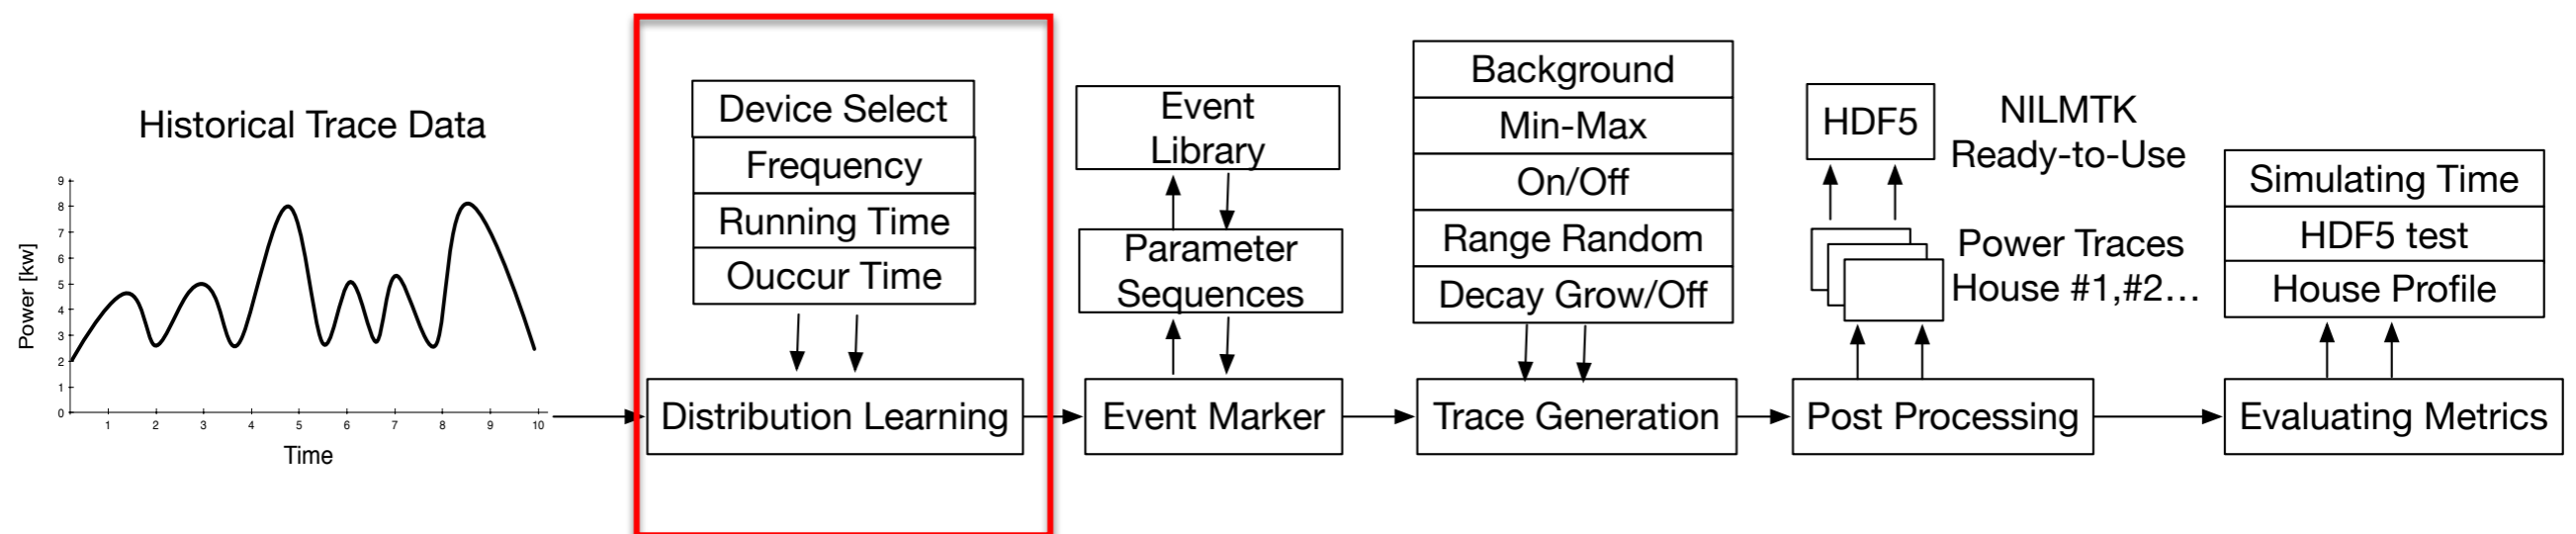 Historical Trace Data
Power [kw]
9
8
7
6
5
4
3
2
1
0
1 2 3 4 5 6 7 8 9 10
Time
Device Select
Frequency
Running Time
Ouccur Time
Distribution Learning
Event
Library
Parameter
Sequences
Event Marker
Background
Min-Max
On/Off
Range Random
Decay Grow/Off
Trace Generation
HDF5
NILMTK
Ready-to-Use
Power Traces
House #1,#2...
Post Processing
Simulating Time
HDF5 test
House Profile
Evaluating Metrics